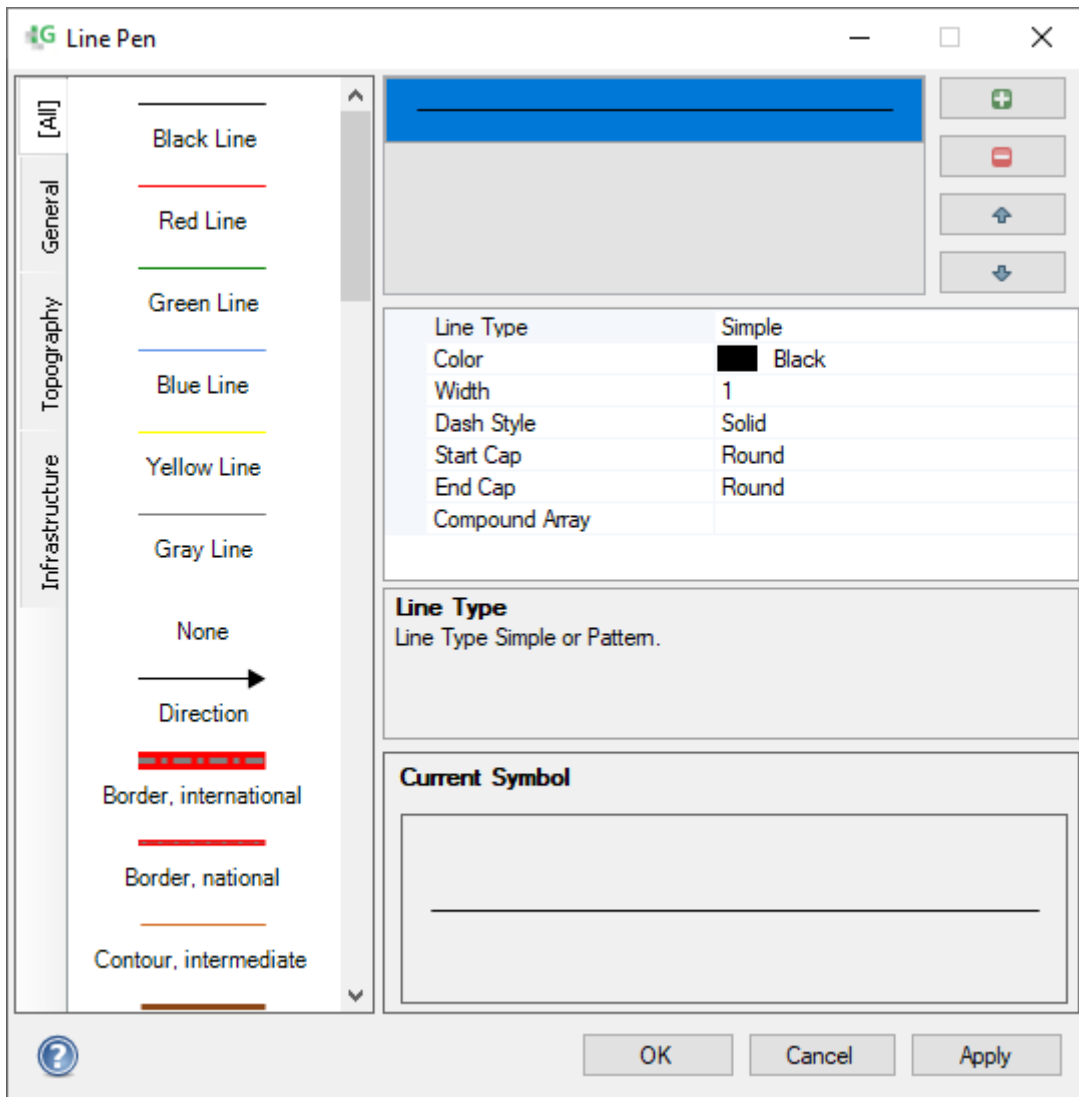 Line Pen
[All]
General
Topography
Infrastructure
Black Line
Red Line
Green Line
Blue Line
Yellow Line
Gray Line
None
Direction
Border, international
Border, national
Contour, intermediate
Line Type Simple
Color Black
Width 1
Dash Style Solid
Start Cap Round
End Cap Round
Compound Array
Line Type
Line Type Simple or Pattern.
Current Symbol
OK Cancel Apply